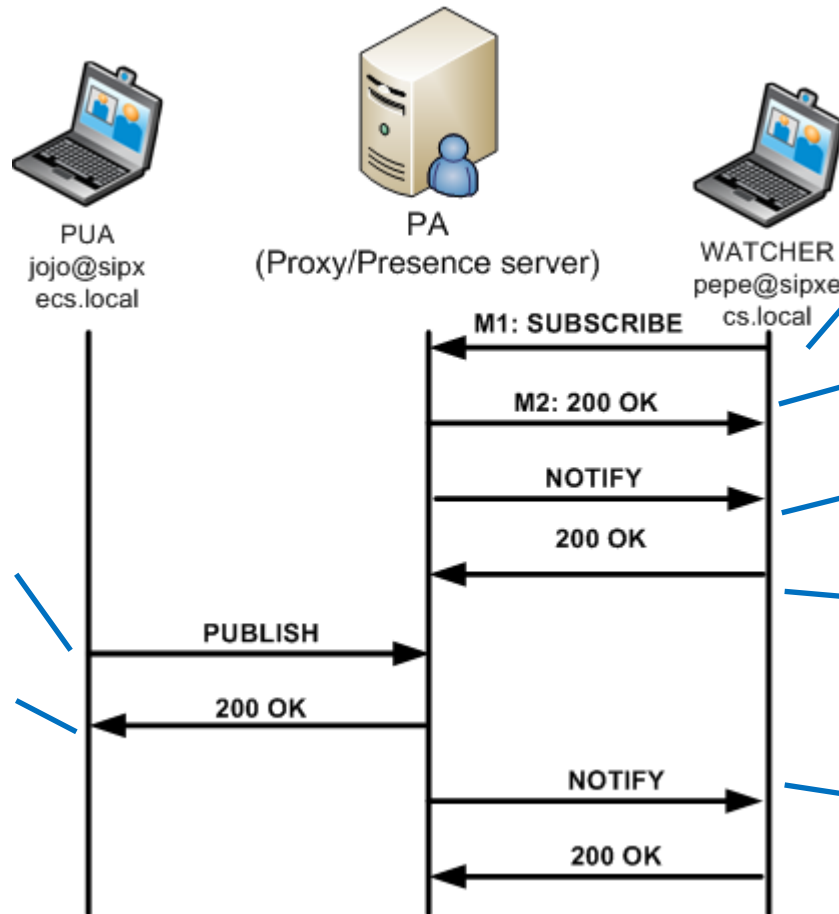 PUA
jojo@sipx
ecs.local
PA
(Proxy/Presence server)
WATCHER
pepe@sipxe
cs.local
M1: SUBSCRIBE
M2: 200 OK
NOTIFY
200 OK
PUBLISH
200 OK
NOTIFY
200 OK